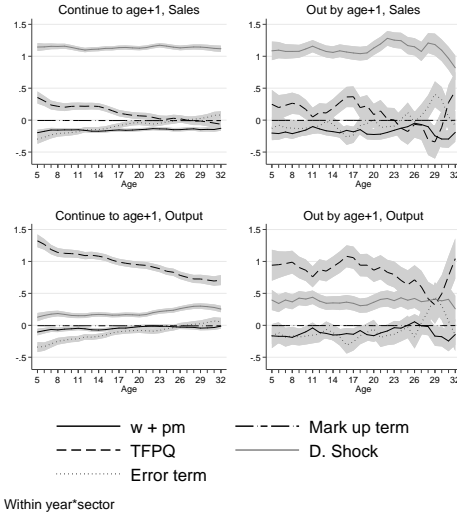 Continue to age+1, Sales
Out by age+1, Sales
1.5
1
.5
0
-.5
5 8 11 14 17 20 23 26 29 32
Age
1.5
1
.5
0
-.5
5 8 11 14 17 20 23 26 29 32
Age
Continue to age+1, Output
Out by age+1, Output
1.5
1
.5
0
-.5
5 8 11 14 17 20 23 26 29 32
Age
1.5
1
.5
0
-.5
5 8 11 14 17 20 23 26 29 32
Age
w + pm
Mark up term
TFPQ
D. Shock
Error term
Within year*sector